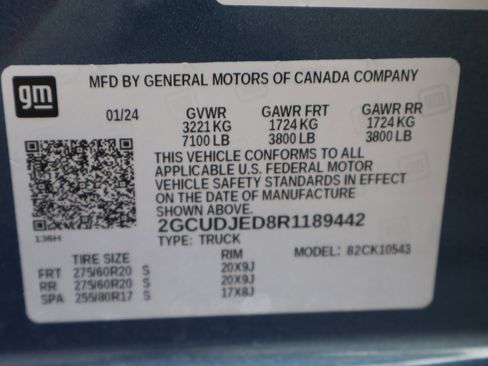 gm
MFD BY GENERAL MOTORS OF CANADA COMPANY
01/24 GVWR GAWR FRT GAWR RR
3221 KG 1724 KG 1724 KG
7100 LB 3800 LB 3800 LB
THIS VEHICLE CONFORMS TO ALL
APPLICABLE U.S. FEDERAL MOTOR
VEHICLE SAFETY STANDARDS IN EFFECT
ON THE DATE OF MANUFACTURE
SHOWN ABOVE.
2GCUDJED8R1189442
136H TYPE: TRUCK MODEL: 82CK10543
TIRE SIZE RIM
FRT 275/60R20 S 20X9J
RR 275/60R20 S 20X9J
SPA 255/80R17 S 17X8J